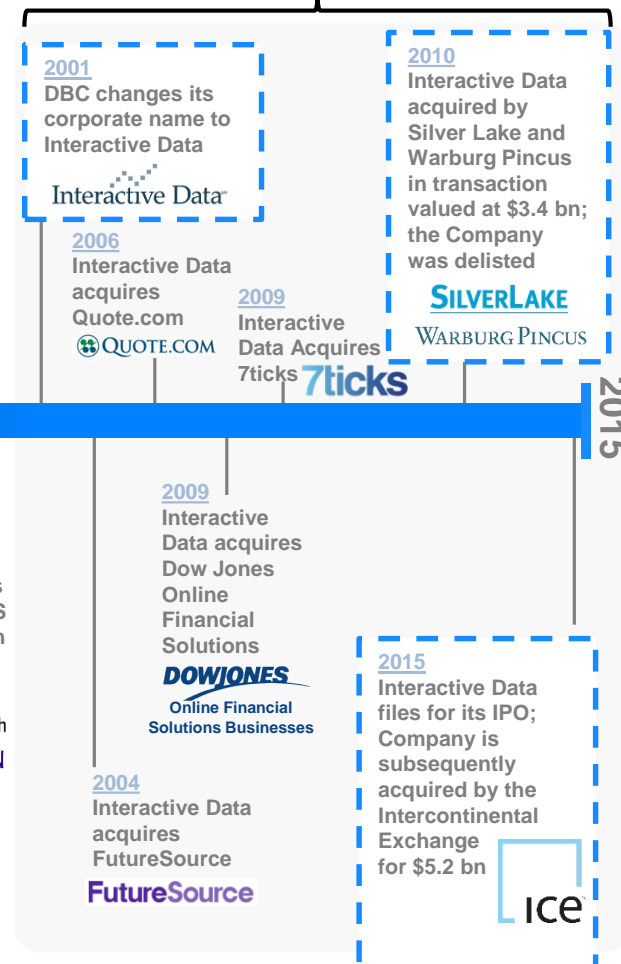 2001
DBC changes its
corporate name to
Interactive Data
Interactive Data
2006
Interactive Data
acquires
Quote.com
QUOTE.COM
2009
Interactive
Data Acquires
7ticks
7ticks
2010
Interactive Data
acquired by
Silver Lake and
Warburg Pincus
in transaction
valued at $3.4 bn;
the Company
was delisted
SILVERLAKE
WARBURG PINCUS
2015
2009
Interactive
Data acquires
Dow Jones
Online
Financial
Solutions
DOWJONES
Online Financial
Solutions Businesses
2004
Interactive Data
acquires
FutureSource
FutureSource
2015
Interactive Data
files for its IPO;
Company is
subsequently
acquired by the
Intercontinental
Exchange
for $5.2 bn
ice